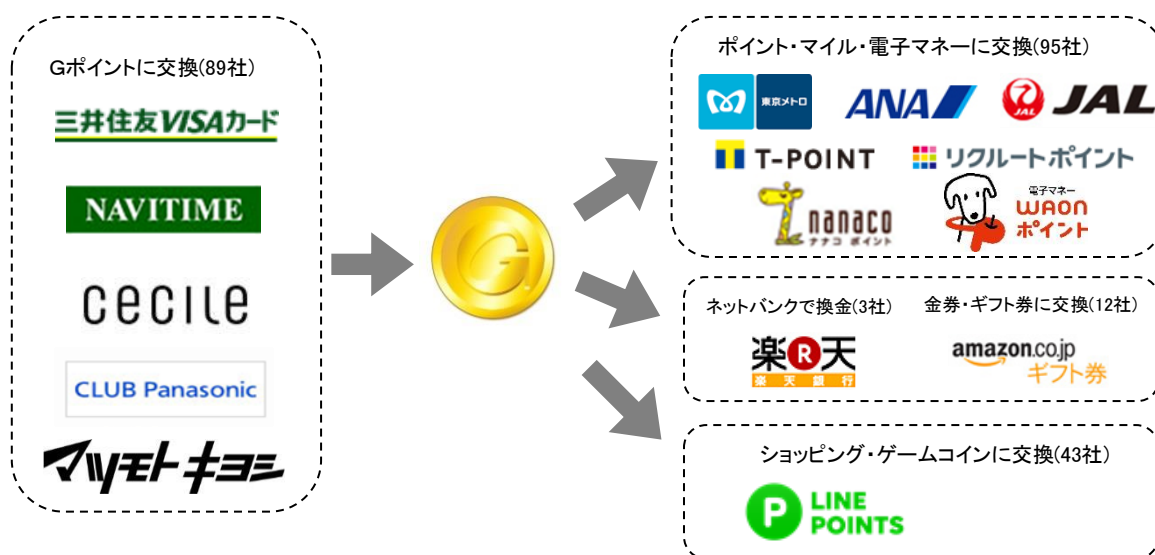 Gポイントに交換(89社)
三井住友VISAカード
NAVITIME
cecile
CLUB Panasonic
マツモトキヨシ
G
ポイント・マイル・電子マネーに交換(95社)
東京メトロ
ANA
JAL
JAL
T-POINT
リクルートポイント
nanaco
ナナコ ポイント
電子マネー
WAON
ポイント
ネットバンクで換金(3社)
金券・ギフト券に交換(12社)
楽R天
楽天銀行
amazon.co.jp
ギフト券
ショッピング・ゲームコインに交換(43社)
P
LINE
POINTS